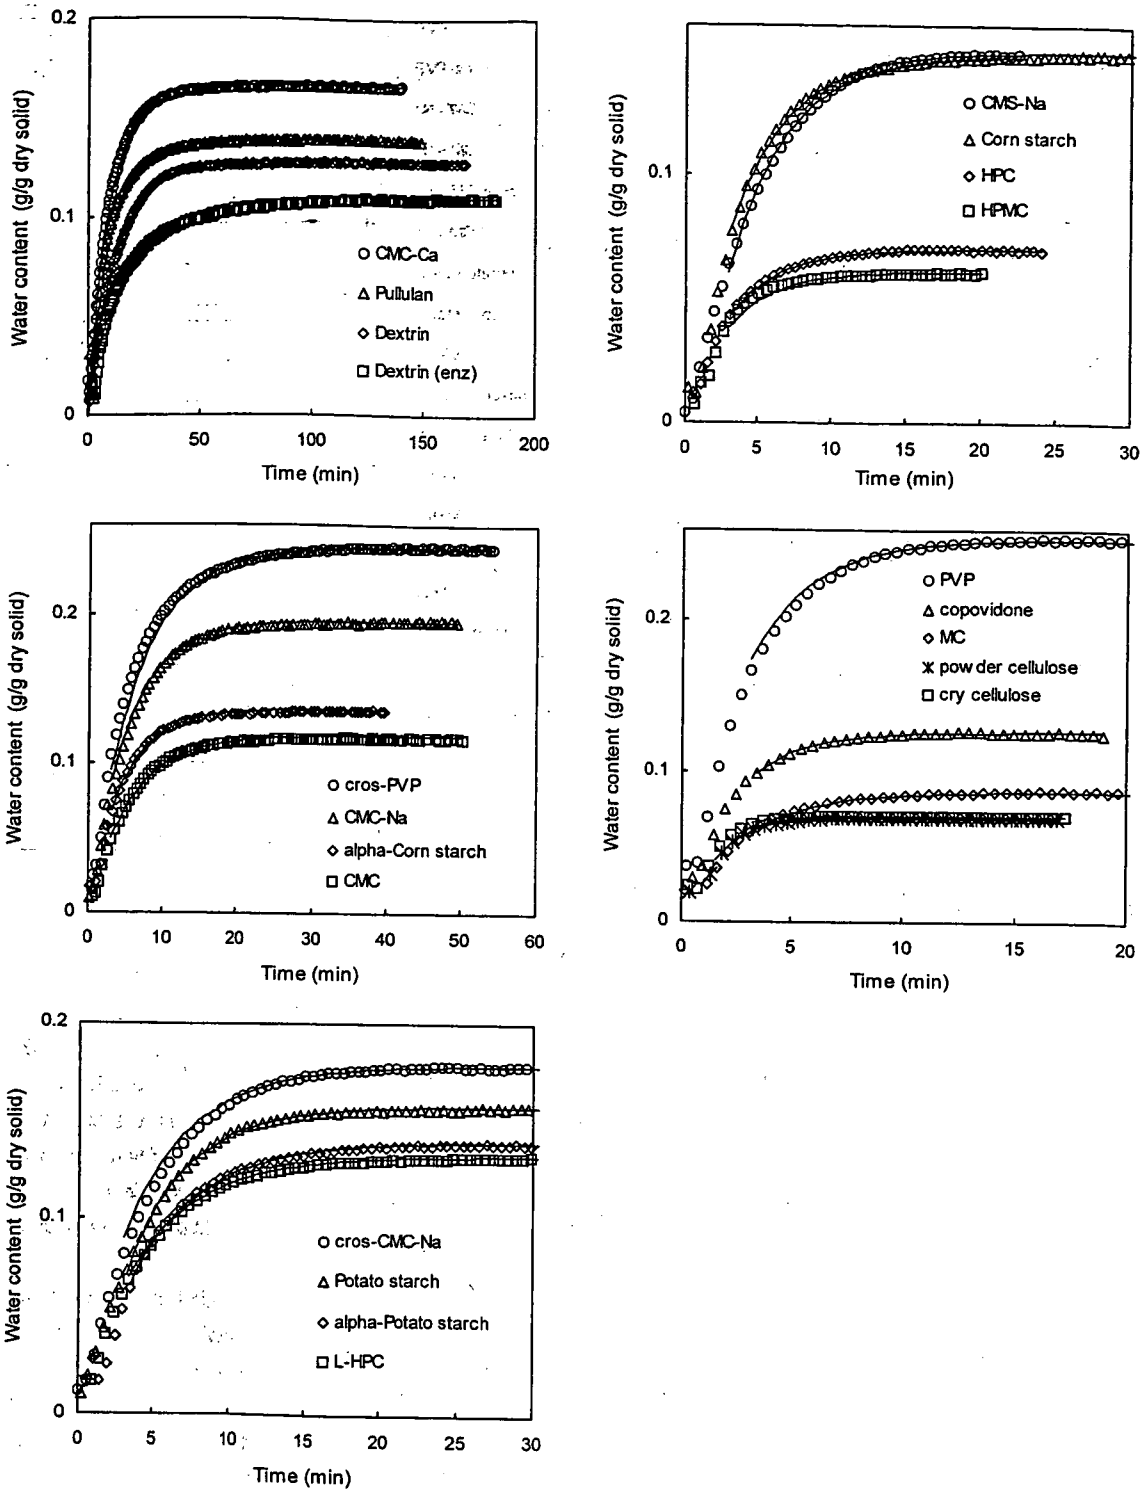 0.2
0.1
0
Water content (g/g dry solid)
CMC-Ca
Pullulan
Dextrin
Dextrin (enz)
0 50 100 150 200
Time (min)
0.1
0
Water content (g/g dry solid)
CMS-Na
Corn starch
HPC
HPMC
0 5 10 15 20 25 30
Time (min)
0.2
0.1
0
Water content (g/g dry solid)
cros-PVP
CMC-Na
alpha-Corn starch
CMC
0 10 20 30 40 50 60
Time (min)
0.2
0.1
0
Water content (g/g dry solid)
PVP
copovidone
MC
powder cellulose
cry cellulose
0 5 10 15 20
Time (min)
0.2
0.1
0
Water content (g/g dry solid)
cros-CMC-Na
Potato starch
alpha-Potato starch
L-HPC
0 5 10 15 20 25 30
Time (min)